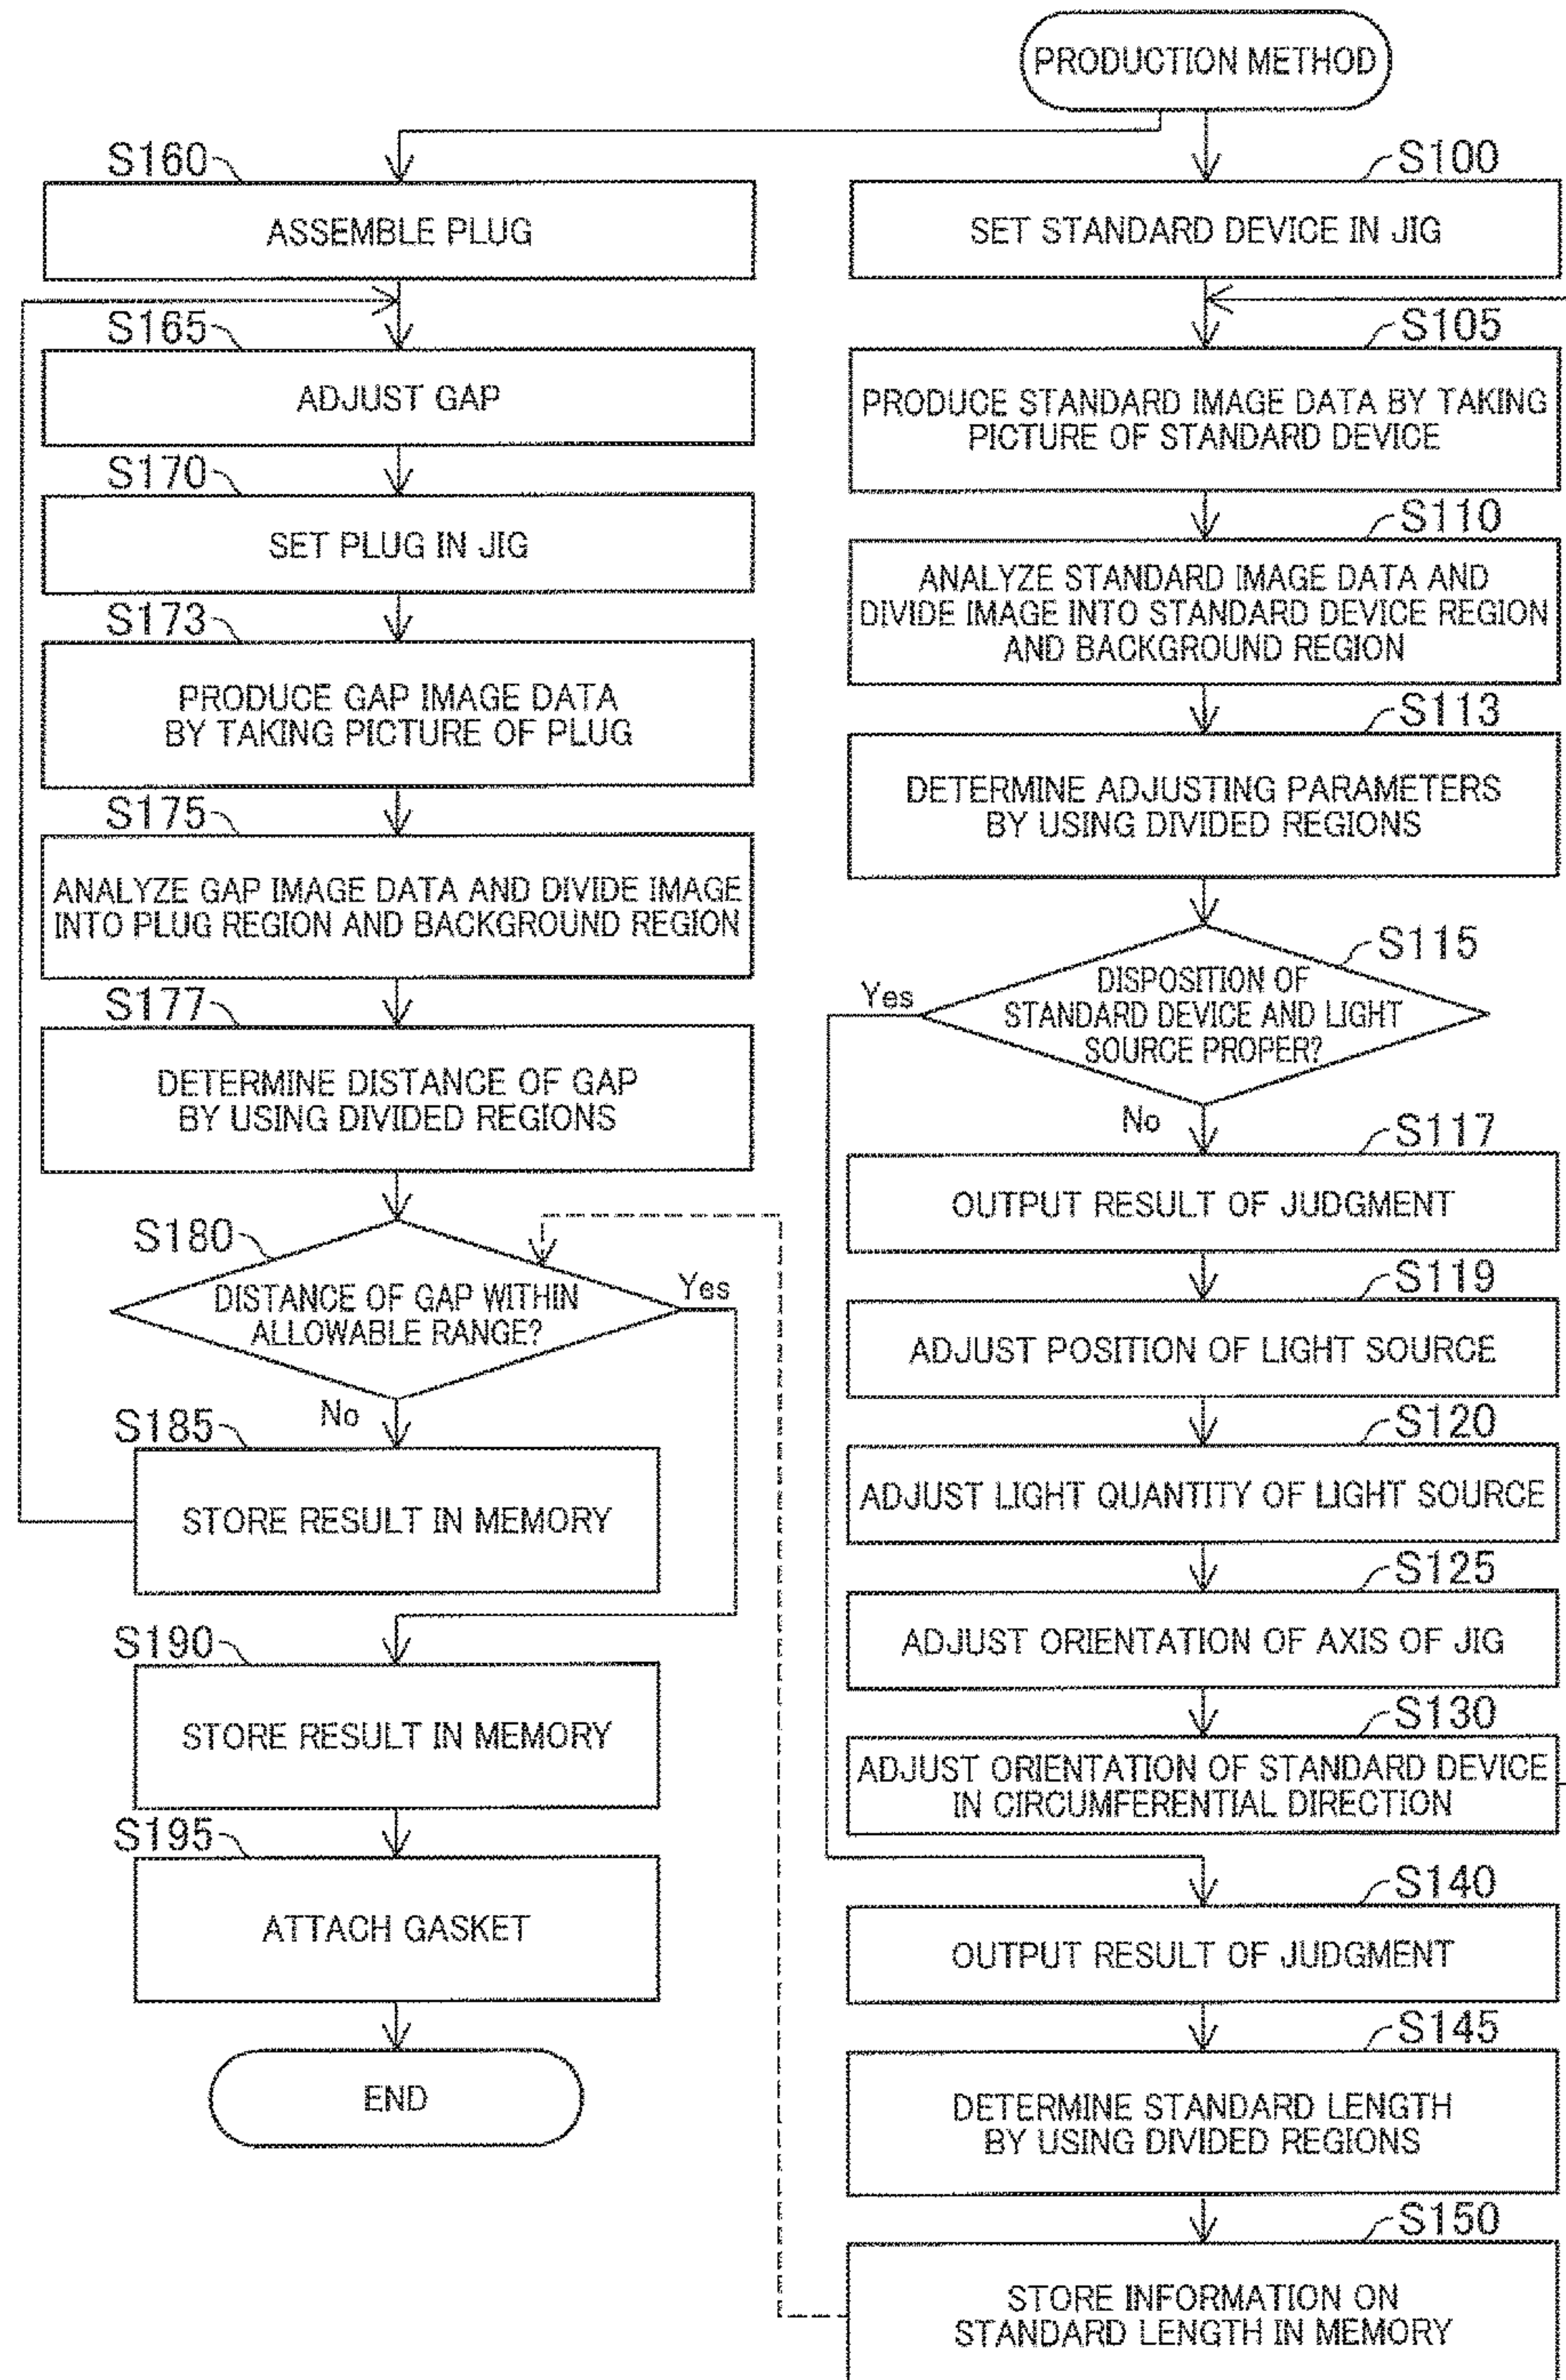 PRODUCTION METHOD
S160
ASSEMBLE PLUG
S165
ADJUST GAP
S170
SET PLUG IN JIG
S173
PRODUCE GAP IMAGE DATA
BY TAKING PICTURE OF PLUG
S175
ANALYZE GAP IMAGE DATA AND DIVIDE IMAGE
INTO PLUG REGION AND BACKGROUND REGION
S177
DETERMINE DISTANCE OF GAP
BY USING DIVIDED REGIONS
S180
DISTANCE OF GAP WITHIN
ALLOWABLE RANGE?
Yes
No
S185
STORE RESULT IN MEMORY
S190
STORE RESULT IN MEMORY
S195
ATTACH GASKET
END
S100
SET STANDARD DEVICE IN JIG
S105
PRODUCE STANDARD IMAGE DATA BY TAKING
PICTURE OF STANDARD DEVICE
S110
ANALYZE STANDARD IMAGE DATA AND
DIVIDE IMAGE INTO STANDARD DEVICE REGION
AND BACKGROUND REGION
S113
DETERMINE ADJUSTING PARAMETERS
BY USING DIVIDED REGIONS
S115
DISPOSITION OF
STANDARD DEVICE AND LIGHT
SOURCE PROPER?
Yes
No
S117
OUTPUT RESULT OF JUDGMENT
S119
ADJUST POSITION OF LIGHT SOURCE
S120
ADJUST LIGHT QUANTITY OF LIGHT SOURCE
S125
ADJUST ORIENTATION OF AXIS OF JIG
S130
ADJUST ORIENTATION OF STANDARD DEVICE
IN CIRCUMFERENTIAL DIRECTION
S140
OUTPUT RESULT OF JUDGMENT
S145
DETERMINE STANDARD LENGTH
BY USING DIVIDED REGIONS
S150
STORE INFORMATION ON
STANDARD LENGTH IN MEMORY